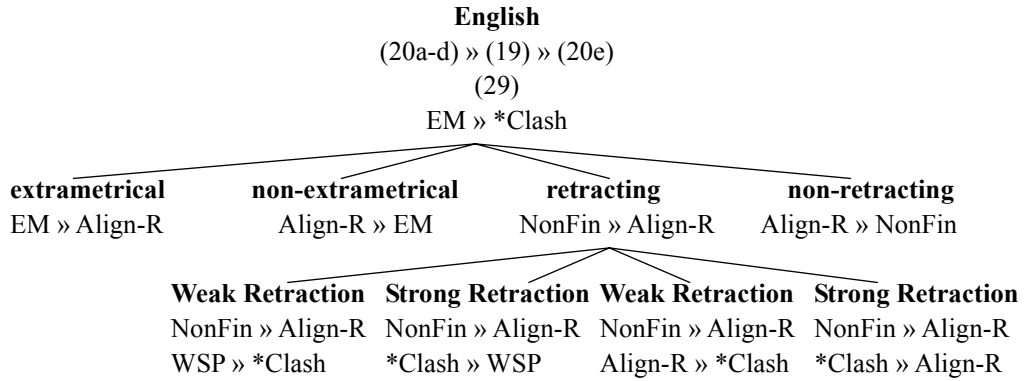 English
(20a-d) » (19) » (20e)
(29)
EM » *Clash
extrametrical non-extrametrical retracting non-retracting
EM » Align-R Align-R » EM NonFin » Align-R Align-R » NonFin
Weak Retraction Strong Retraction Weak Retraction Strong Retraction
NonFin » Align-R NonFin » Align-R NonFin » Align-R NonFin » Align-R
WSP » *Clash *Clash » WSP Align-R » *Clash *Clash » Align-R